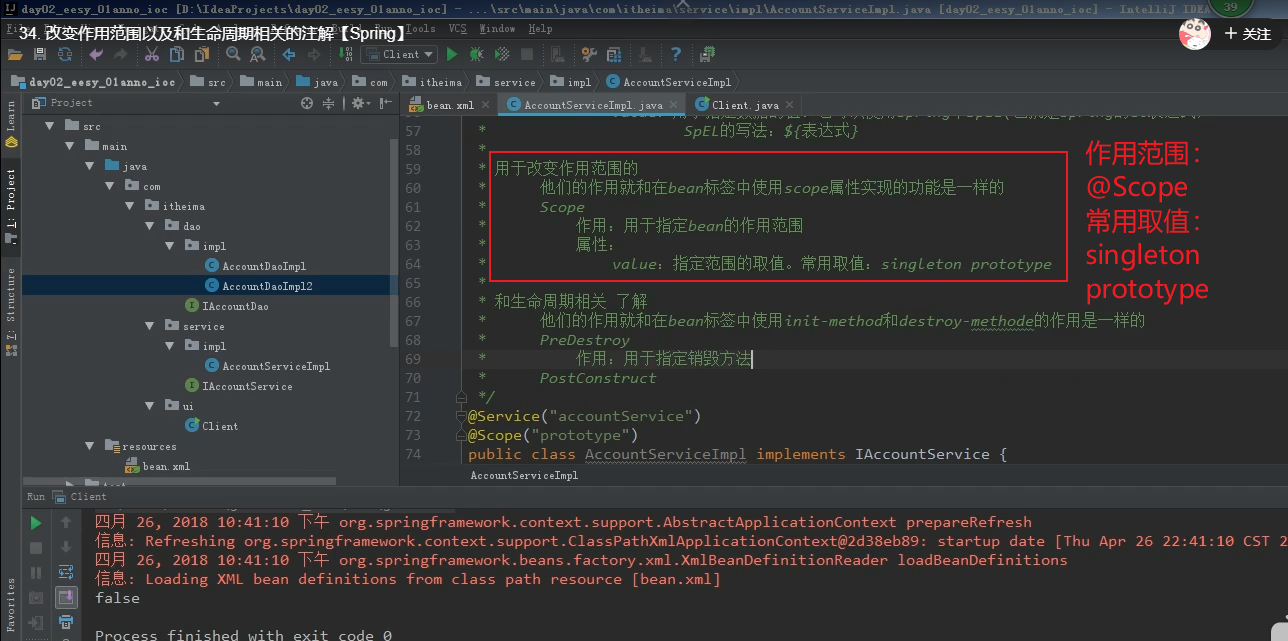 day02_eesy_01anno_ioc [D:\IdeaProjects\day02_eesy_01anno_ioc] - ...\src\main\java\com\itheima\service\impl\AccountServiceImpl.java [day02_eesy_01anno_ioc] - IntelliJ IDEA
39
34. 改变作用范围以及和生命周期相关的注解【Spring】
Tools VCS Window Help
+ 关注
Client
day02_eesy_01anno_ioc src main java com itheima service impl AccountServiceImpl
Project
bean.xml AccountServiceImpl.java Client.java
src
main
java
com
itheima
dao
impl
AccountDaoImpl
AccountDaoImpl2
IAccountDao
service
impl
AccountServiceImpl
IAccountService
ui
Client
resources
bean.xml
Learn
1: Project
7: Structure
Favorites
57 * SpEL的写法：${表达式}
58 *
59 * 用于改变作用范围的
60 * 他们的作用就和在bean标签中使用scope属性实现的功能是一样的
61 * Scope
62 * 作用：用于指定bean的作用范围
63 * 属性：
64 * value：指定范围的取值。常用取值：singleton prototype
65 *
66 * 和生命周期相关 了解
67 * 他们的作用就和在bean标签中使用init-method和destroy-methode的作用是一样的
68 * PreDestroy
69 * 作用：用于指定销毁方法
70 * PostConstruct
71 */
72 @Service("accountService")
73 @Scope("prototype")
74 public class AccountServiceImpl implements IAccountService {
AccountServiceImpl
作用范围：
@Scope
常用取值：
singleton
prototype
Run Client
四月 26, 2018 10:41:10 下午 org.springframework.context.support.AbstractApplicationContext prepareRefresh
信息: Refreshing org.springframework.context.support.ClassPathXmlApplicationContext@2d38eb89: startup date [Thu Apr 26 22:41:10 CST 2
四月 26, 2018 10:41:10 下午 org.springframework.beans.factory.xml.XmlBeanDefinitionReader loadBeanDefinitions
信息: Loading XML bean definitions from class path resource [bean.xml]
false
Process finished with exit code 0